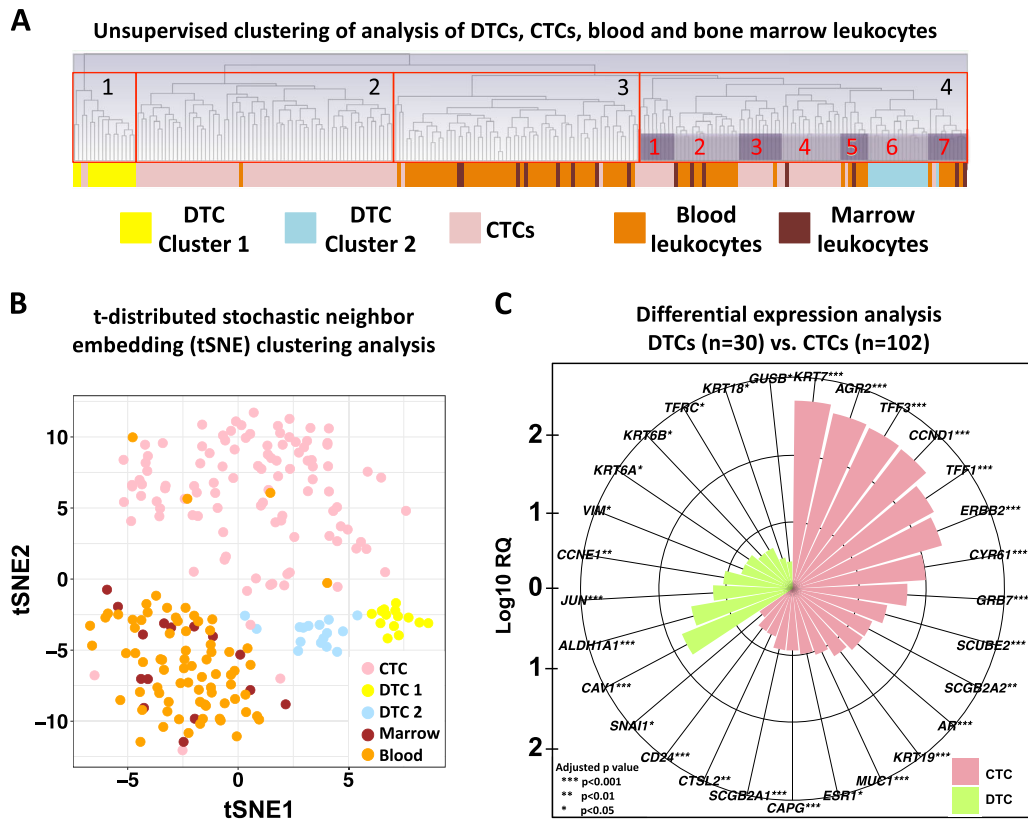 A
Unsupervised clustering of analysis of DTCs, CTCs, blood and bone marrow leukocytes
1 2 3 4
1 2 3 4 5 6 7
DTC Cluster 1
DTC Cluster 2
CTCs
Blood leukocytes
Marrow leukocytes
B
t-distributed stochastic neighbor
embedding (tSNE) clustering analysis
tSNE2
10
5
0
−5
−10
−5 0 5
tSNE1
CTC
DTC 1
DTC 2
Marrow
Blood
C
Differential expression analysis
DTCs (n=30) vs. CTCs (n=102)
Log10 RQ
2
1
0
1
2
GUSB*
KRT7***
AGR2***
TFF3***
CCND1***
TFF1***
ERBB2***
CYR61***
GRB7***
SCUBE2***
SCGB2A2**
AR***
KRT19***
MUC1***
ESR1*
CAPG***
SCGB2A1***
CTSL2**
CD24***
SNAI1*
CAV1***
ALDH1A1***
JUN***
CCNE1**
VIM*
KRT6A*
KRT6B*
TFRC*
KRT18*
Adjusted p value
*** p<0.001
** p<0.01
* p<0.05
CTC
DTC